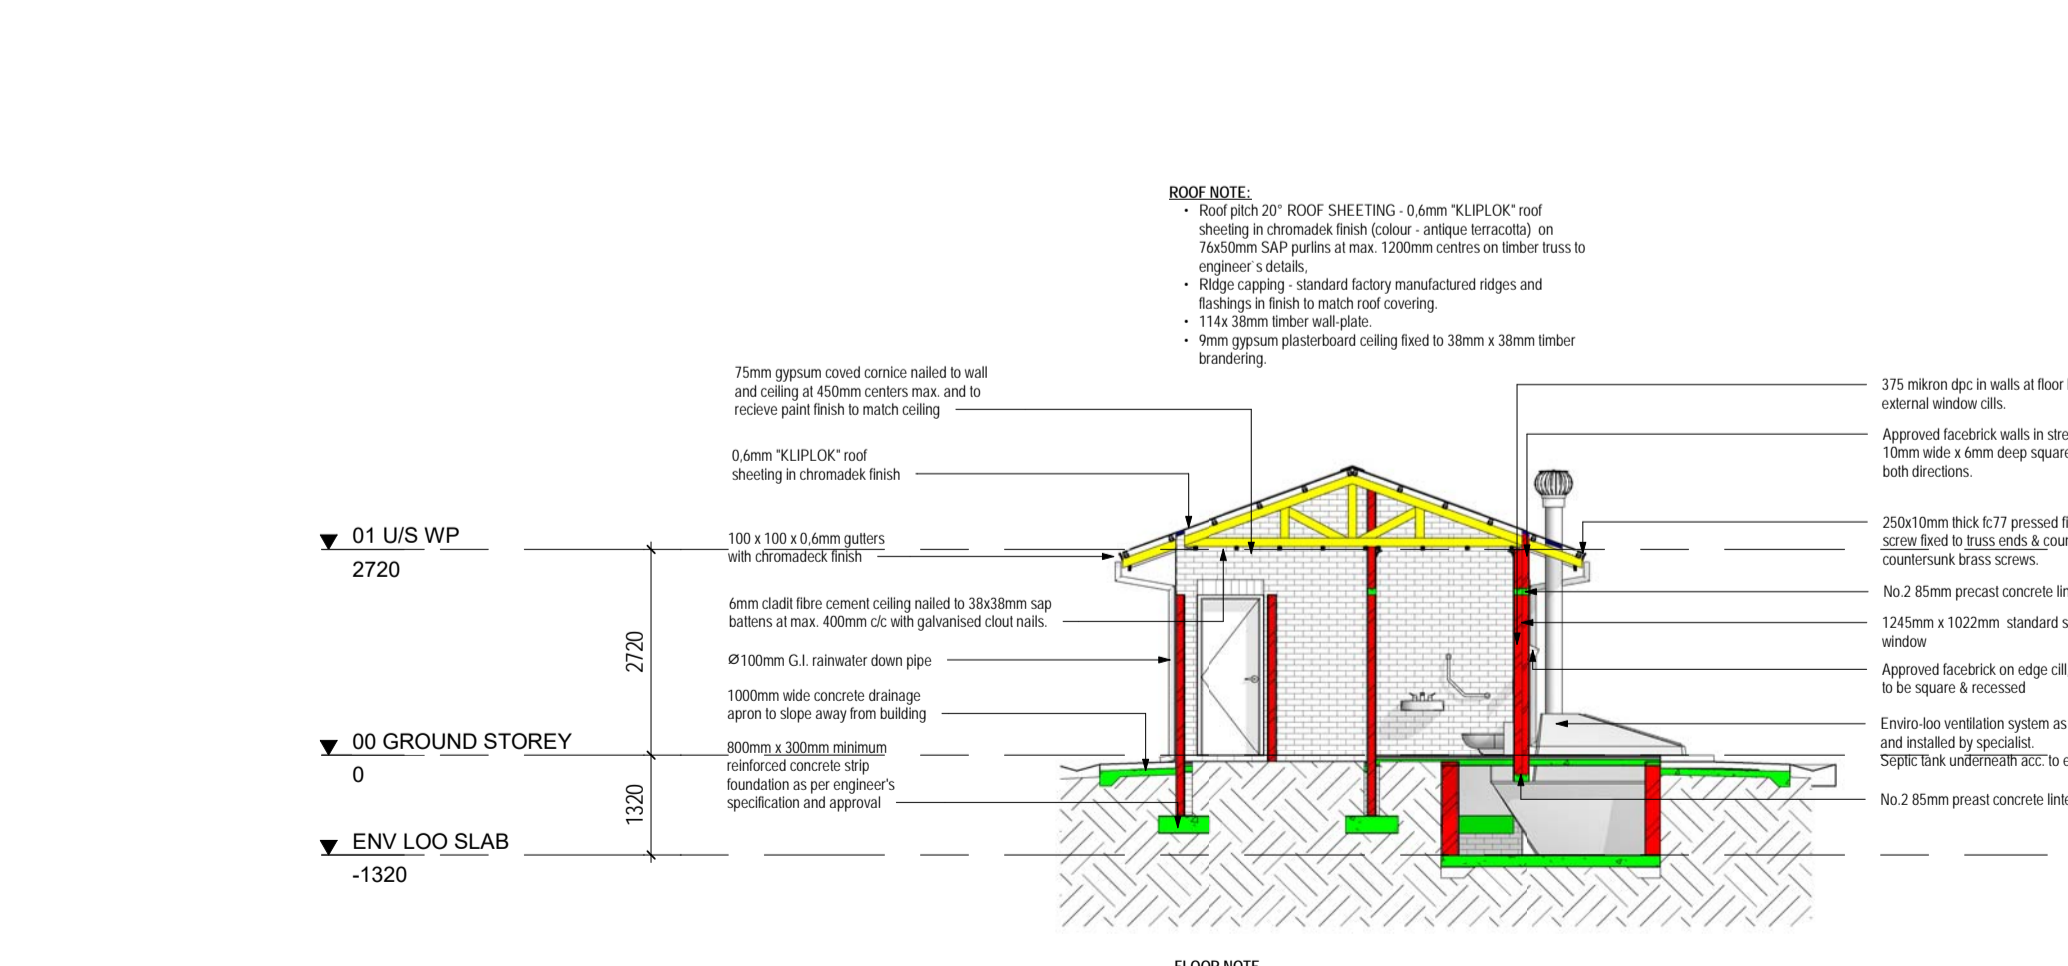 ROOF NOTE:
• Roof pitch 20° ROOF SHEETING - 0,6mm "KLIPLOK" roof
sheeting in chromadek finish (colour - antique terracotta) on
76x50mm SAP purlins at max. 1200mm centres on timber truss to
engineer`s details,
• RIdge capping - standard factory manufactured ridges and
flashings in finish to match roof covering.
• 114x 38mm timber wall-plate.
• 9mm gypsum plasterboard ceiling fixed to 38mm x 38mm timber
brandering.
75mm gypsum coved cornice nailed to wall
and ceiling at 450mm centers max. and to
recieve paint finish to match ceiling
0,6mm "KLIPLOK" roof
sheeting in chromadek finish
100 x 100 x 0,6mm gutters
with chromadeck finish
6mm cladit fibre cement ceiling nailed to 38x38mm sap
battens at max. 400mm c/c with galvanised clout nails.
Ø100mm G.I. rainwater down pipe
1000mm wide concrete drainage
apron to slope away from building
800mm x 300mm minimum
reinforced concrete strip
foundation as per engineer's
specification and approval
01 U/S WP
2720
2720
00 GROUND STOREY
0
1320
ENV LOO SLAB
-1320
375 mikron dpc in walls at floor
external window cills.
Approved facebrick walls in
10mm wide x 6mm deep square
both directions.
250x10mm thick fc77 pressed
screw fixed to truss ends &
countersunk brass screws.
No.2 85mm precast concrete
1245mm x 1022mm standard
window
Approved facebrick on edge cill
to be square & recessed
Enviro-loo ventilation system as
and installed by specialist.
Septic tank underneath acc. to
No.2 85mm preast concrete
FLOOR NOTE